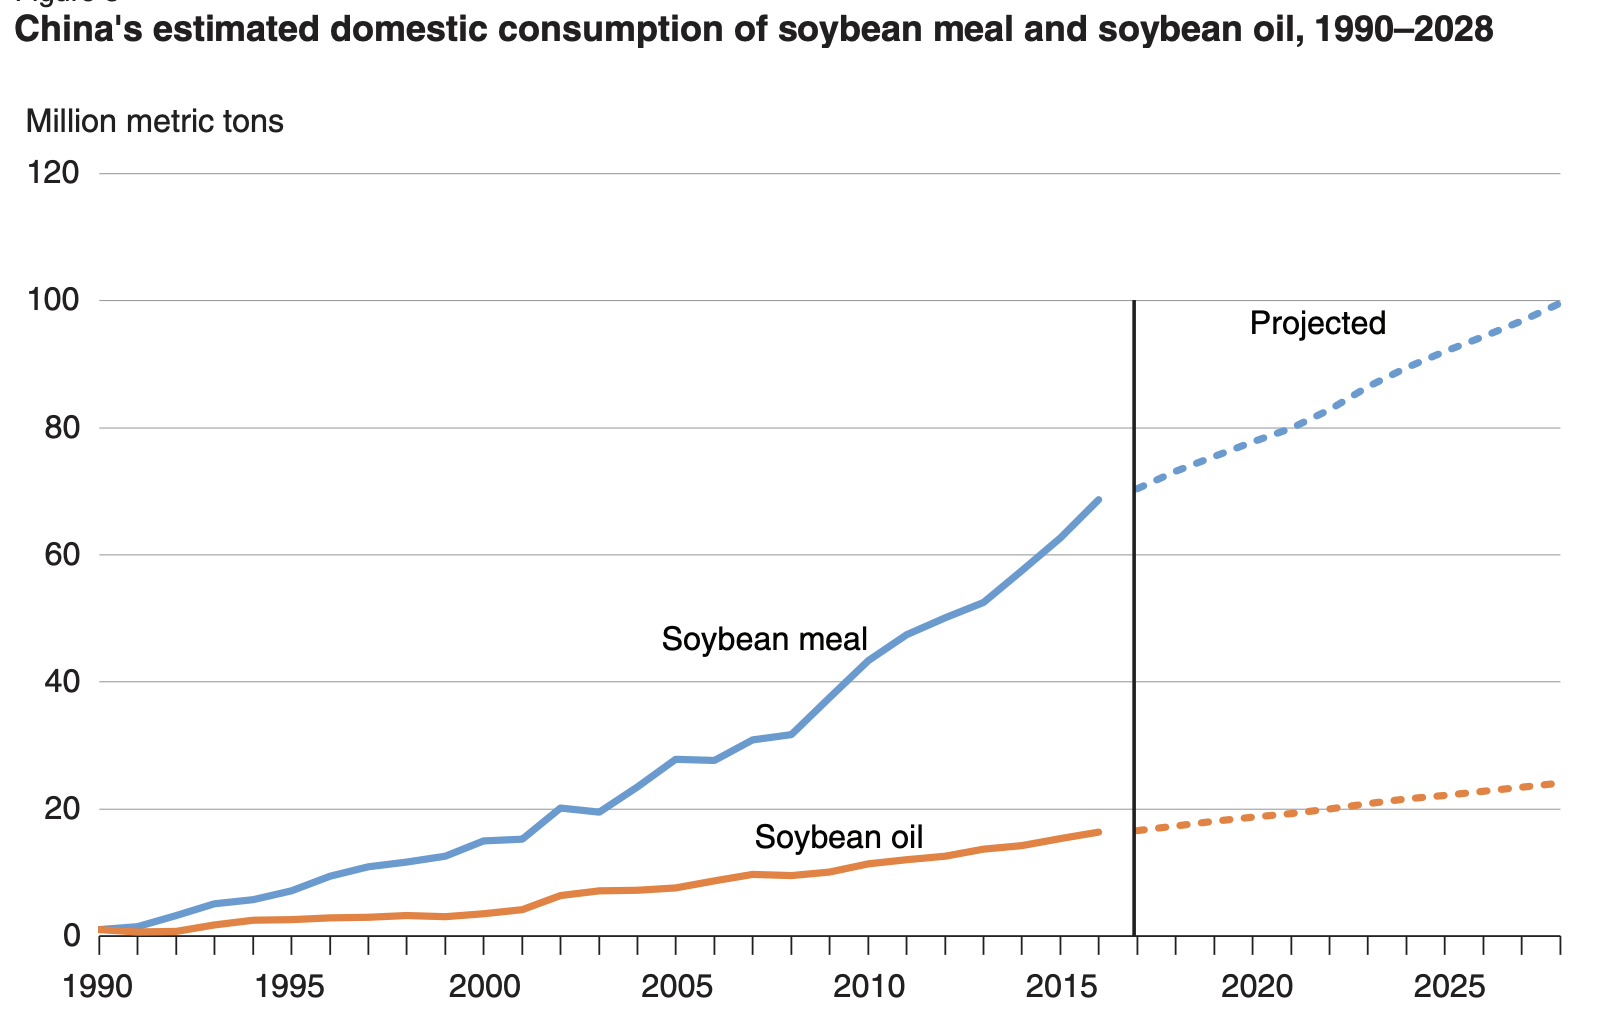 China's estimated domestic consumption of soybean meal and soybean oil, 1990–2028
Million metric tons
120
100
Projected
80
60
Soybean meal
40
20
Soybean oil
0
1990 1995 2000 2005 2010 2015 2020 2025